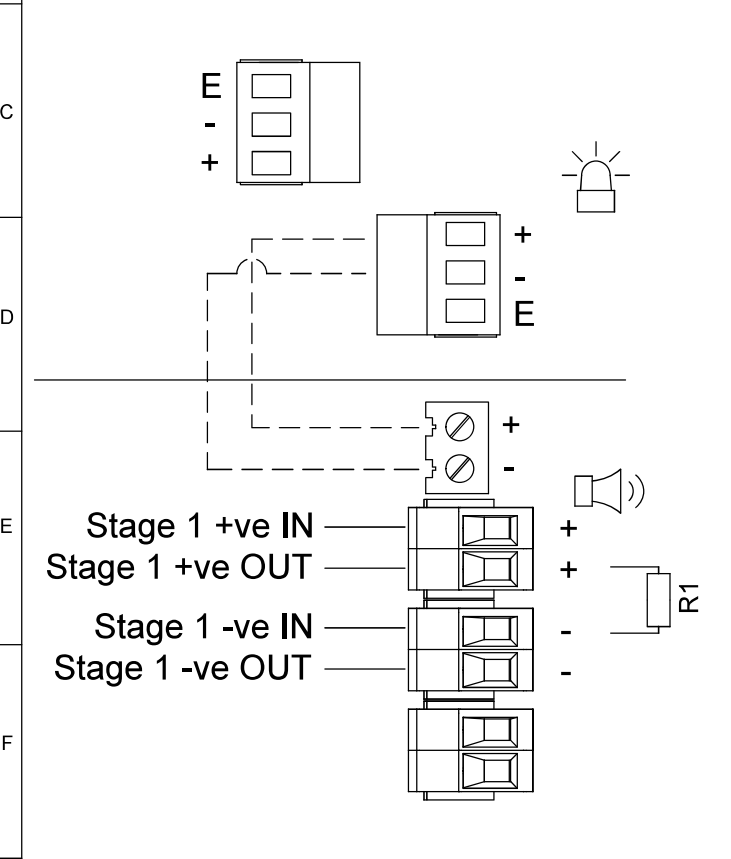 C
E
-
+
+
-
E
D
+
-
E
Stage 1 +ve IN
+
Stage 1 +ve OUT
+
R1
Stage 1 -ve IN
-
Stage 1 -ve OUT
-
F